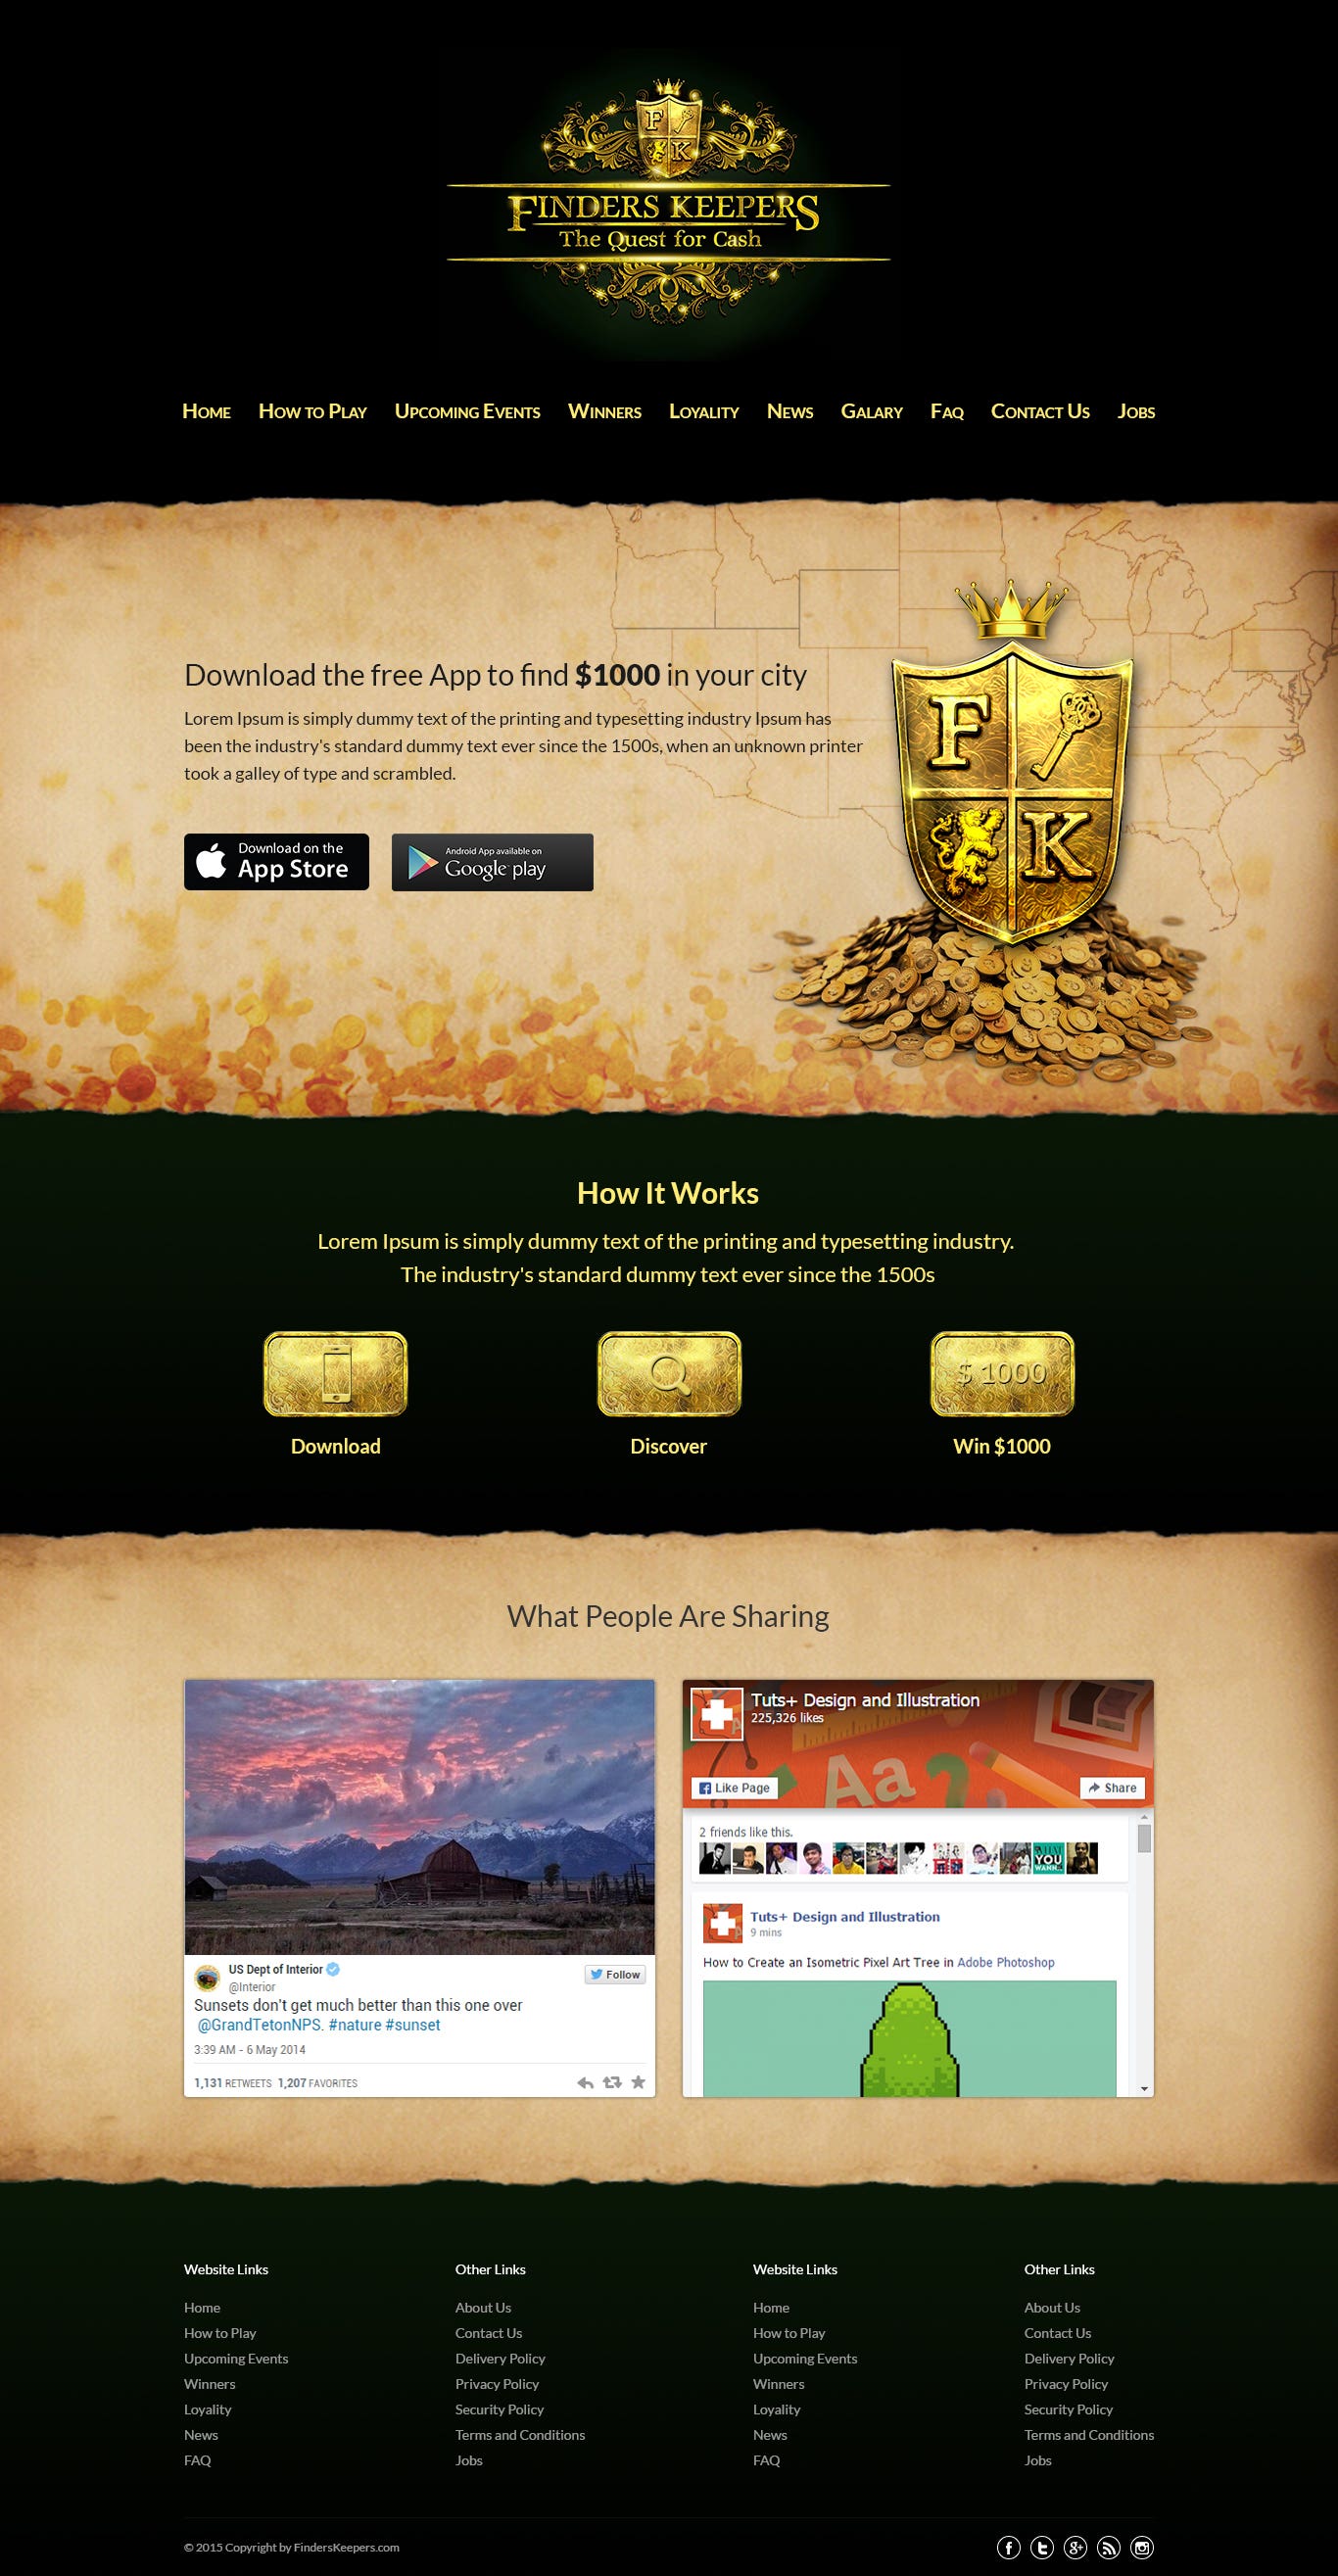 F
K
FINDERS KEEPERS
The Quest for Cash
Home How to Play Upcoming Events Winners Loyality News Galary Faq Contact Us Jobs
Download the free App to find $1000 in your city
Lorem Ipsum is simply dummy text of the printing and typesetting industry Ipsum has
been the industry's standard dummy text ever since the 1500s, when an unknown printer
took a galley of type and scrambled.
Download on the
App Store
Android App available on
Google play
F
K
How It Works
Lorem Ipsum is simply dummy text of the printing and typesetting industry.
The industry's standard dummy text ever since the 1500s
$ 1000
Download Discover Win $1000
What People Are Sharing
US Dept of Interior
@Interior
Follow
Sunsets don't get much better than this one over
@GrandTetonNPS. #nature #sunset
3:39 AM - 6 May 2014
1,131 RETWEETS 1,207 FAVORITES
Tuts+ Design and Illustration
225,326 likes
Aa
Like Page
Share
2 friends like this.
YOU
Tuts+ Design and Illustration
9 mins
How to Create an Isometric Pixel Art Tree in Adobe Photoshop
Website Links
Home
How to Play
Upcoming Events
Winners
Loyality
News
FAQ
Other Links
About Us
Contact Us
Delivery Policy
Privacy Policy
Security Policy
Terms and Conditions
Jobs
Website Links
Home
How to Play
Upcoming Events
Winners
Loyality
News
FAQ
Other Links
About Us
Contact Us
Delivery Policy
Privacy Policy
Security Policy
Terms and Conditions
Jobs
© 2015 Copyright by FindersKeepers.com